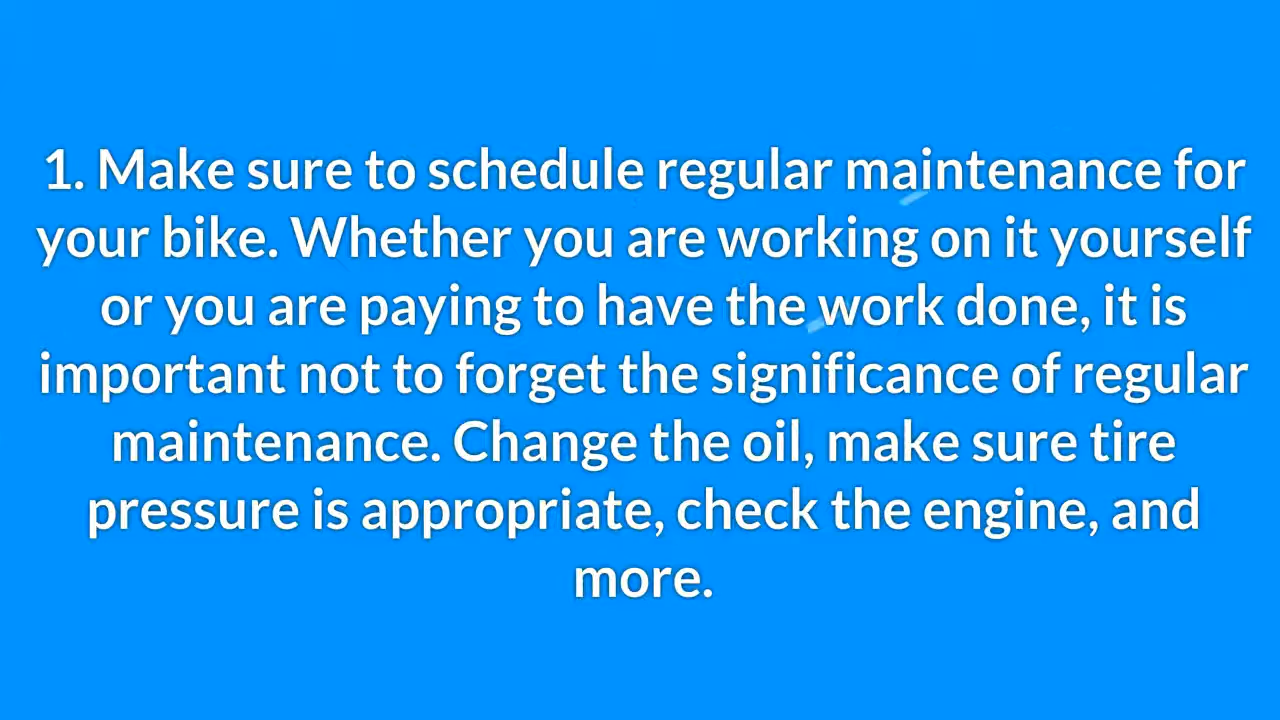 1. Make sure to schedule regular maintenance for
your bike. Whether you are working on it yourself
or you are paying to have the work done, it is
important not to forget the significance of regular
maintenance. Change the oil, make sure tire
pressure is appropriate, check the engine, and
more.